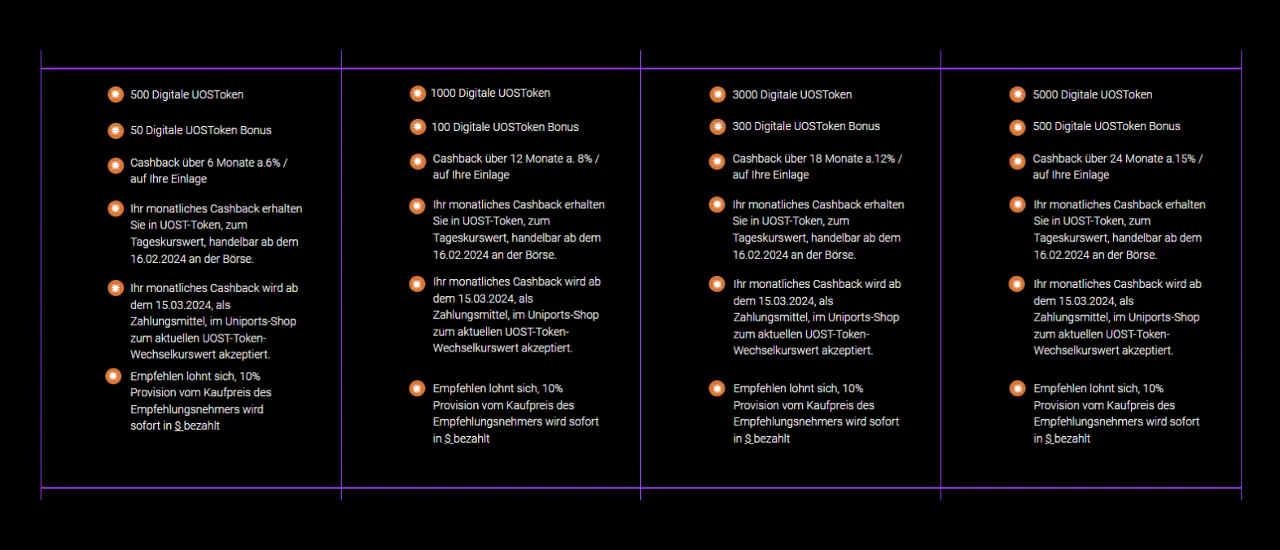 500 Digitale UOSToken
50 Digitale UOSToken Bonus
Cashback über 6 Monate a.6% /
auf Ihre Einlage
Ihr monatliches Cashback erhalten
Sie in UOST-Token, zum
Tageskurswert, handelbar ab dem
16.02.2024 an der Börse.
Ihr monatliches Cashback wird ab
dem 15.03.2024, als
Zahlungsmittel, im Uniports-Shop
zum aktuellen UOST-Token-
Wechselkurswert akzeptiert.
Empfehlen lohnt sich, 10%
Provision vom Kaufpreis des
Empfehlungsnehmers wird
sofort in $ bezahlt
1000 Digitale UOSToken
100 Digitale UOSToken Bonus
Cashback über 12 Monate a. 8% /
auf Ihre Einlage
Ihr monatliches Cashback erhalten
Sie in UOST-Token, zum
Tageskurswert, handelbar ab dem
16.02.2024 an der Börse.
Ihr monatliches Cashback wird ab
dem 15.03.2024, als
Zahlungsmittel, im Uniports-Shop
zum aktuellen UOST-Token-
Wechselkurswert akzeptiert.
Empfehlen lohnt sich, 10%
Provision vom Kaufpreis des
Empfehlungsnehmers wird sofort
in $ bezahlt
3000 Digitale UOSToken
300 Digitale UOSToken Bonus
Cashback über 18 Monate a.12% /
auf Ihre Einlage
Ihr monatliches Cashback erhalten
Sie in UOST-Token, zum
Tageskurswert, handelbar ab dem
16.02.2024 an der Börse.
Ihr monatliches Cashback wird ab
dem 15.03.2024, als
Zahlungsmittel, im Uniports-Shop
zum aktuellen UOST-Token-
Wechselkurswert akzeptiert.
Empfehlen lohnt sich, 10%
Provision vom Kaufpreis des
Empfehlungsnehmers wird sofort
in $ bezahlt
5000 Digitale UOSToken
500 Digitale UOSToken Bonus
Cashback über 24 Monate a.15% /
auf Ihre Einlage
Ihr monatliches Cashback erhalten
Sie in UOST-Token, zum
Tageskurswert, handelbar ab dem
16.02.2024 an der Börse.
Ihr monatliches Cashback wird ab
dem 15.03.2024, als
Zahlungsmittel, im Uniports-Shop
zum aktuellen UOST-Token-
Wechselkurswert akzeptiert.
Empfehlen lohnt sich, 10%
Provision vom Kaufpreis des
Empfehlungsnehmers wird sofort
in $ bezahlt